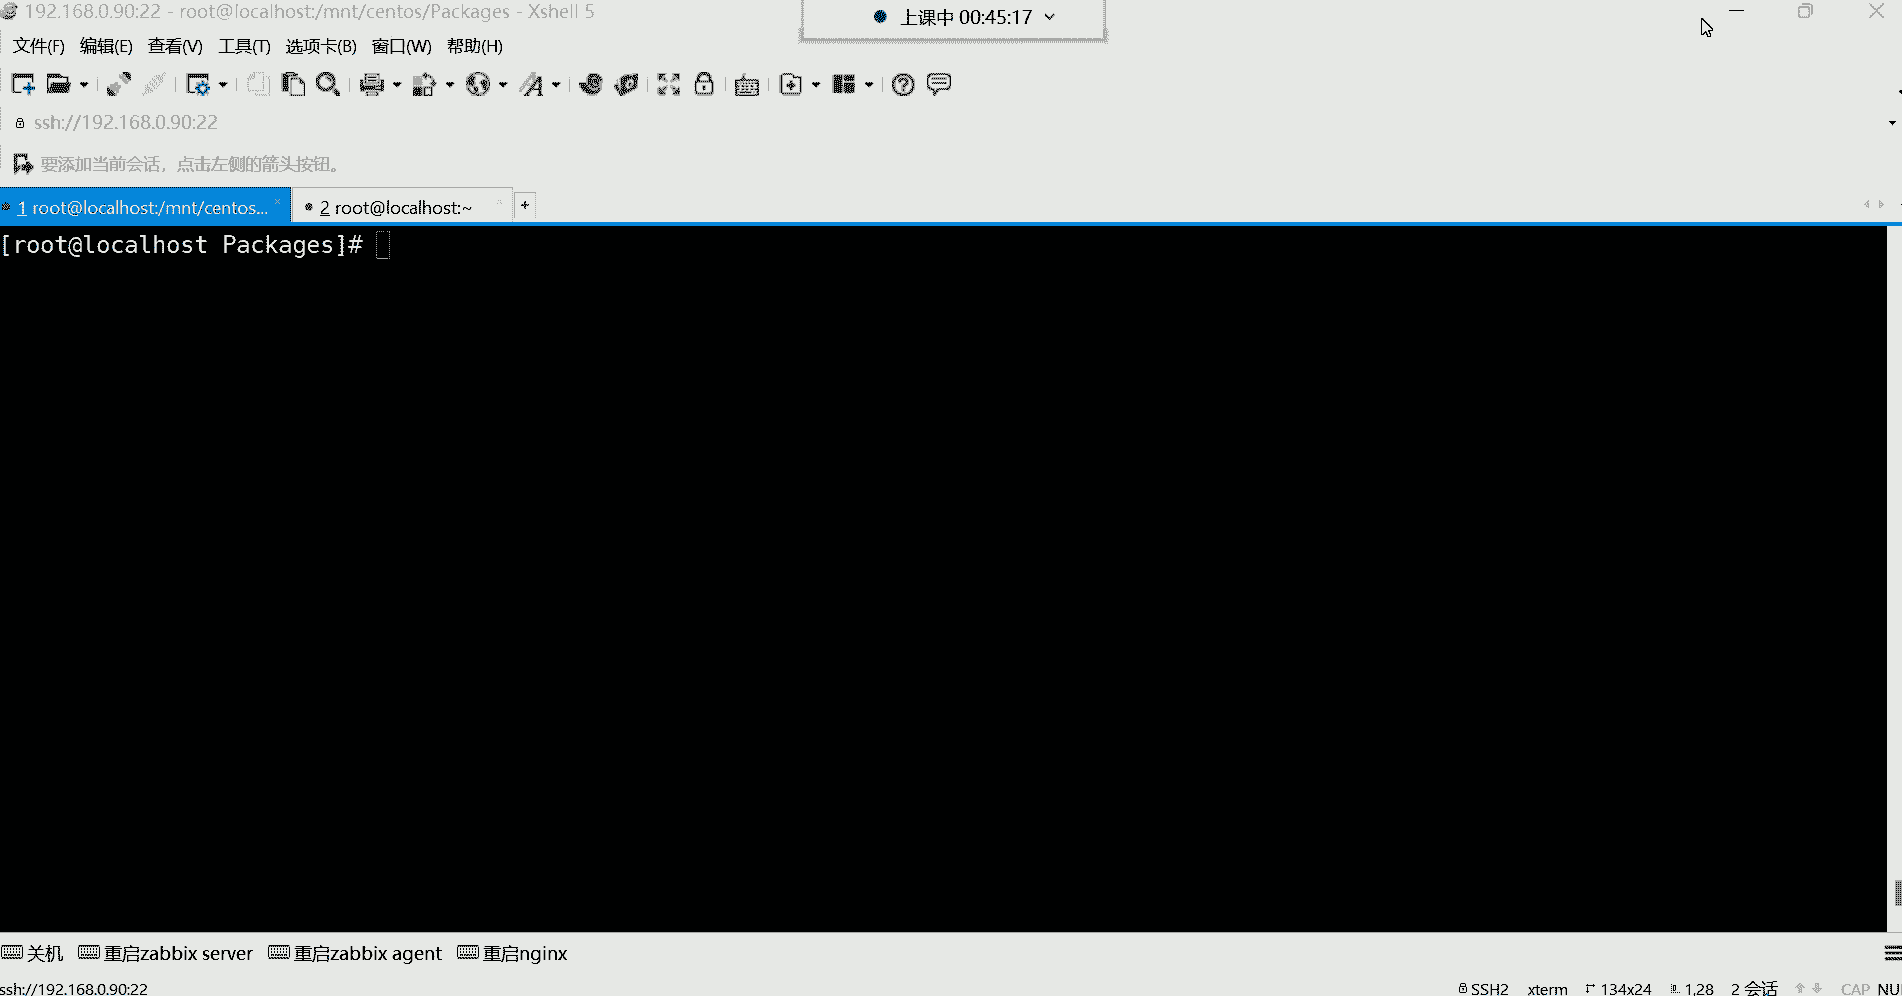 192.168.0.90:22 - root@localhost:/mnt/centos/Packages - Xshell 5
上课中 00:45:17
文件(F) 编辑(E) 查看(V) 工具(T) 选项卡(B) 窗口(W) 帮助(H)
ssh://192.168.0.90:22
要添加当前会话，点击左侧的箭头按钮。
1 root@localhost:/mnt/centos... × 2 root@localhost:~ +
[root@localhost Packages]#
关机 重启zabbix server 重启zabbix agent 重启nginx
ssh://192.168.0.90:22 SSH2 xterm 134x24 1,28 2 会话 CAP NU